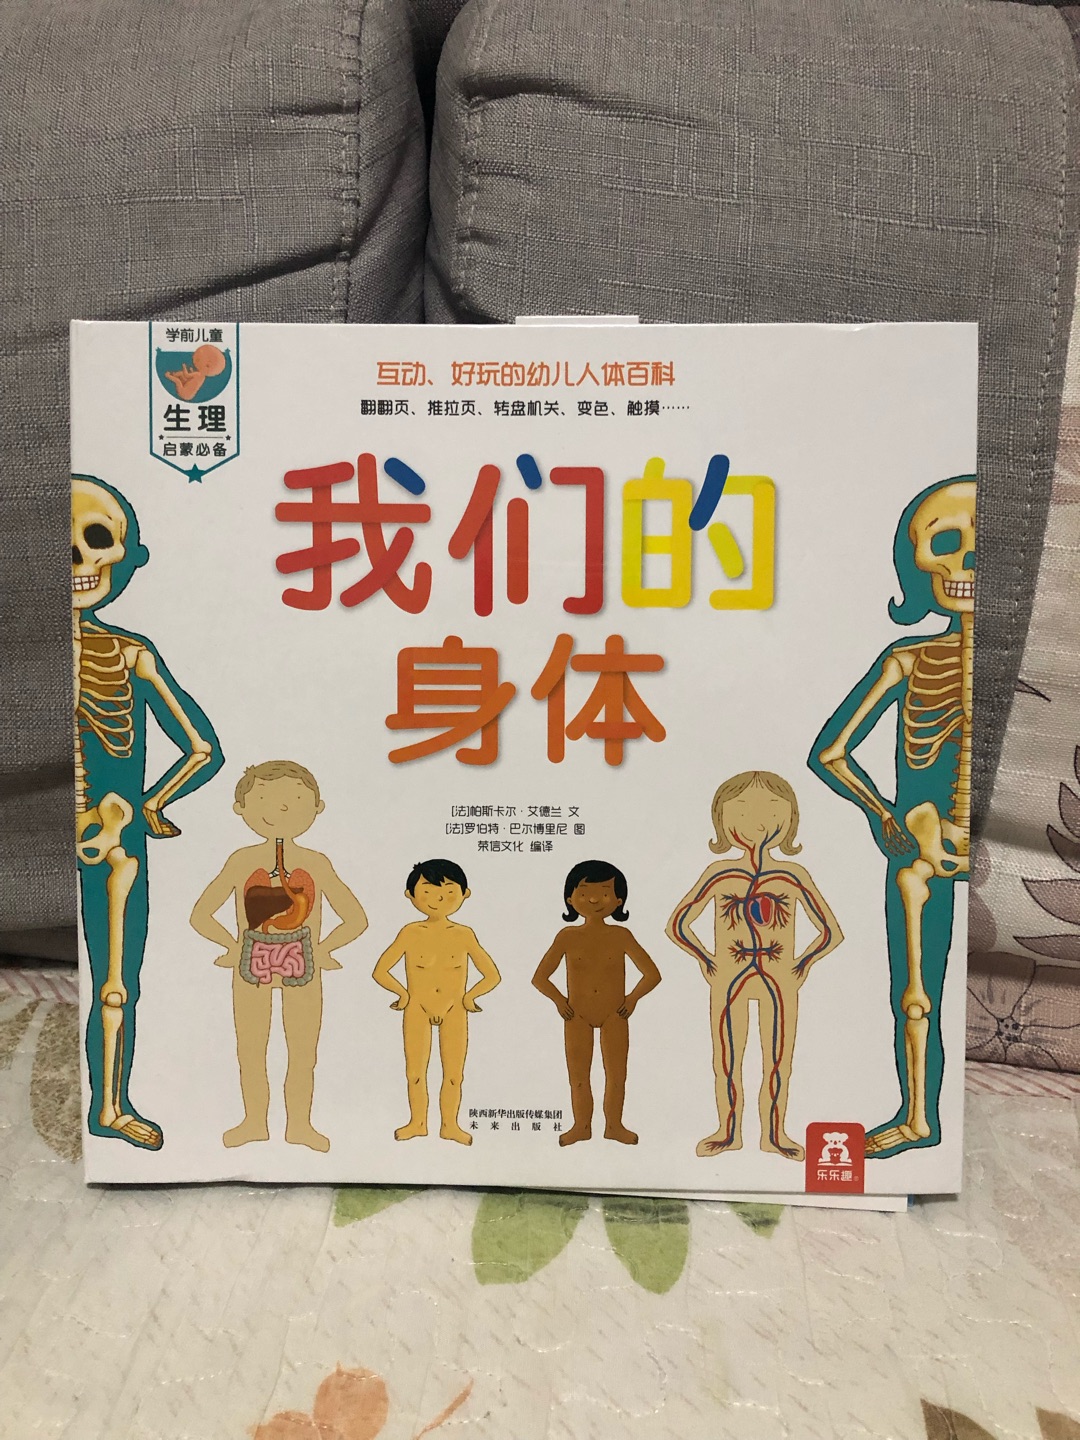 学前儿童
生理
启蒙必备
互动、好玩的幼儿人体百科
翻翻页、推拉页、转盘机关、变色、触摸……
我们的
身体
[法]帕斯卡尔·艾德兰 文
[法]罗伯特·巴尔博里尼 图
荣信文化 编译
陕西新华出版传媒集团
未来出版社
乐乐趣